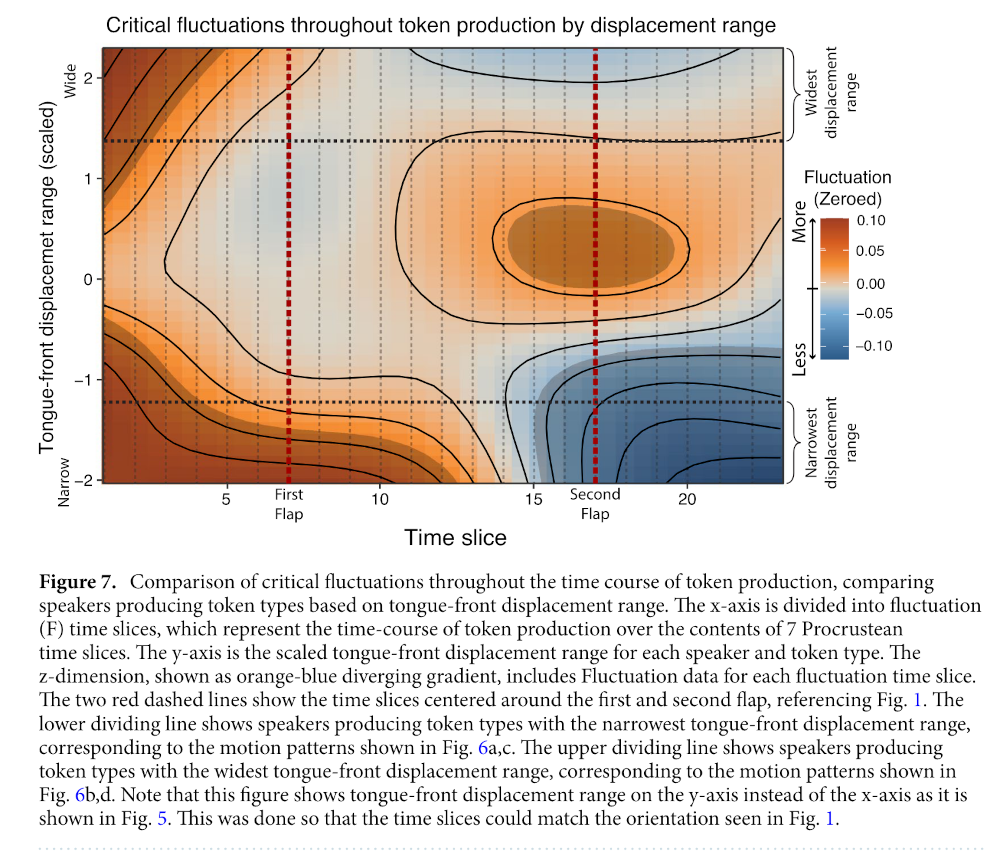 Critical fluctuations throughout token production by displacement range
Tongue-front displacemet range (scaled)
Wide
Narrow
2
1
0
−1
−2
5
10
15
20
First
Flap
Second
Flap
Time slice
Widest
displacement
range
Narrowest
displacement
range
Fluctuation
(Zeroed)
More
Less
0.10
0.05
0.00
−0.05
−0.10
Figure 7. Comparison of critical fluctuations throughout the time course of token production, comparing
speakers producing token types based on tongue-front displacement range. The x-axis is divided into fluctuation
(F) time slices, which represent the time-course of token production over the contents of 7 Procrustean
time slices. The y-axis is the scaled tongue-front displacement range for each speaker and token type. The
z-dimension, shown as orange-blue diverging gradient, includes Fluctuation data for each fluctuation time slice.
The two red dashed lines show the time slices centered around the first and second flap, referencing Fig. 1. The
lower dividing line shows speakers producing token types with the narrowest tongue-front displacement range,
corresponding to the motion patterns shown in Fig. 6a,c. The upper dividing line shows speakers producing
token types with the widest tongue-front displacement range, corresponding to the motion patterns shown in
Fig. 6b,d. Note that this figure shows tongue-front displacement range on the y-axis instead of the x-axis as it is
shown in Fig. 5. This was done so that the time slices could match the orientation seen in Fig. 1.